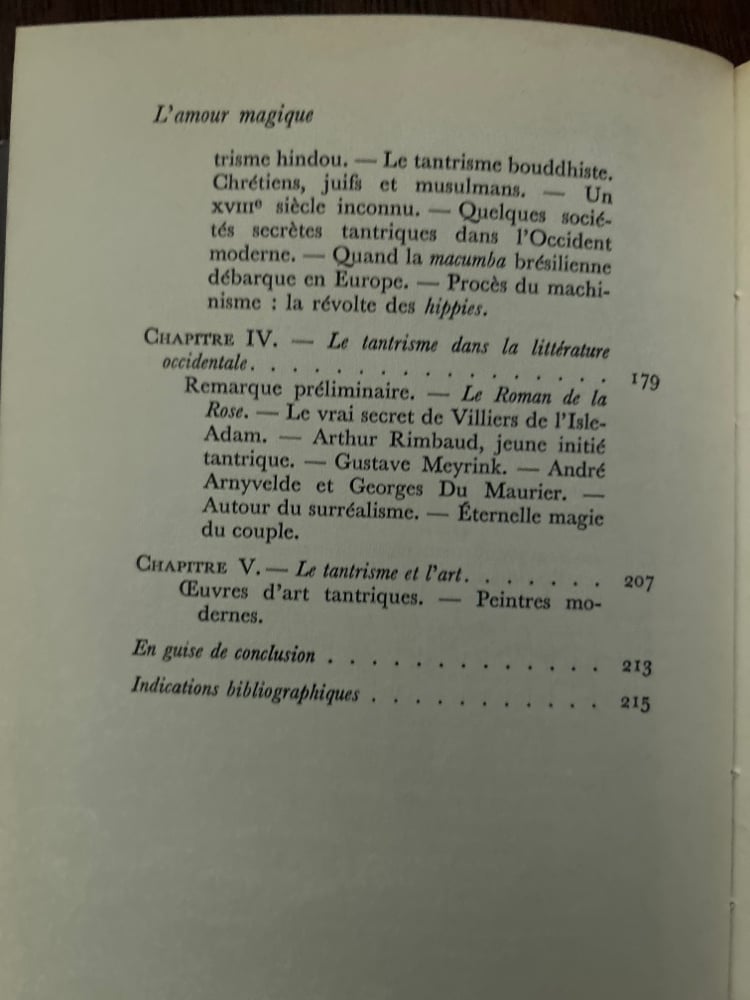 L'amour magique
trisme hindou. — Le tantrisme bouddhiste.
Chrétiens, juifs et musulmans. — Un
XVIIIe siècle inconnu. — Quelques socié-
tés secrètes tantriques dans l'Occident
moderne. — Quand la macumba brésilienne
débarque en Europe. — Procès du machi-
nisme : la révolte des hippies.
CHAPITRE IV. — Le tantrisme dans la littérature
occidentale. . . . . . . . . . . . . . . . . 179
Remarque préliminaire. — Le Roman de la
Rose. — Le vrai secret de Villiers de l'Isle-
Adam. — Arthur Rimbaud, jeune initié
tantrique. — Gustave Meyrink. — André
Arnyvelde et Georges Du Maurier. —
Autour du surréalisme. — Éternelle magie
du couple.
CHAPITRE V. — Le tantrisme et l'art. . . . . . . 207
Œuvres d'art tantriques. — Peintres mo-
dernes.
En guise de conclusion . . . . . . . . . . . . . 213
Indications bibliographiques . . . . . . . . . . . 215